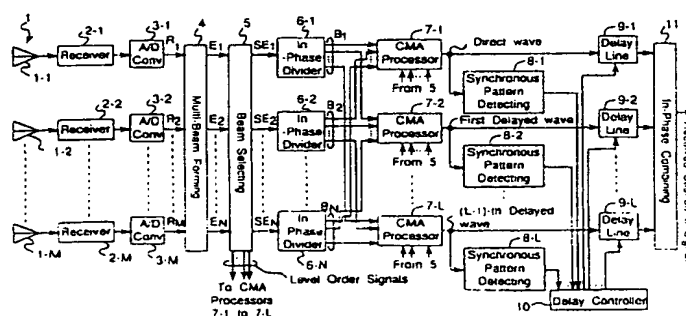 1
2-1
3-1
4
5
6-1
7-1
9-1
11
Receiver
A/D
Conv
R1
E1
SE1
In
-Phase
Divider
B1
CMA
Processor
Direct wave
Delay
Line
1-1
From 5
8-1
Synchronous
Pattern
Detecting
2-2
3-2
6-2
7-2
9-2
Receiver
A/D
Conv
R2
Multi-Beam Forming
E2
Beam Selecting
SE2
In
Phase
Divider
B2
CMA
Processor
First Delayed
wave
Delay
Line
In-Phase Combining
1-2
From 5
8-2
Synchronous
Pattern
Detecting
Receiver
A/D
Conv
RM
EN
SEN
In
Phase
Divider
BN
7-L
CMA
Processor
(L-1)-th Delayed
wave
9-L
Delay
Line
1-M
2-M
3-M
6-N
From 5
8-L
Synchronous
Pattern
Detecting
Level Order Signals
To CMA
Processors
7-1 to 7-L
10
Delay Controller